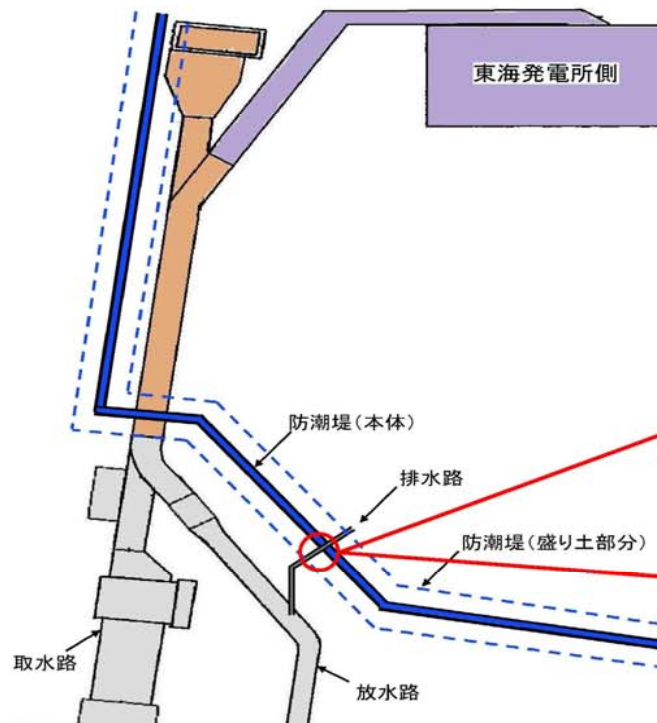 東海発電所側
防潮堤(本体)
排水路
防潮堤(盛り土部分)
取水路
放水路